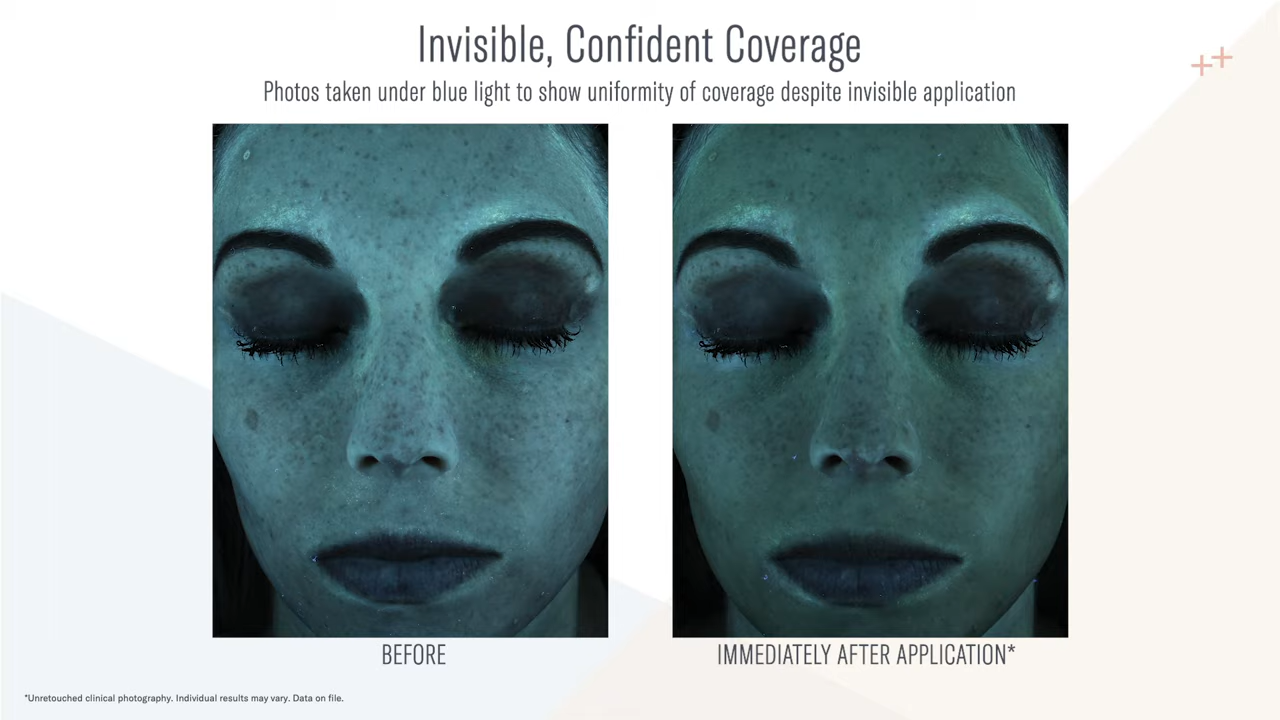 Invisible, Confident Coverage
Photos taken under blue light to show uniformity of coverage despite invisible application
BEFORE
IMMEDIATELY AFTER APPLICATION*
*Unretouched clinical photography. Individual results may vary. Data on file.